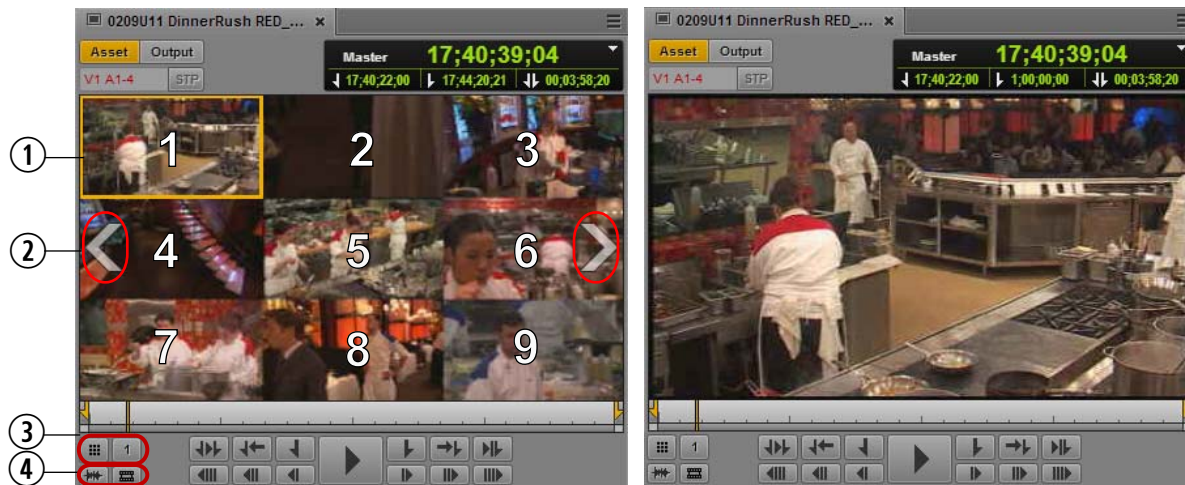 0209U11 DinnerRush RED_... ×
Asset Output
Master 17;40;39;04
V1 A1-4 STP
17;40;22;00 17;44;20;21 00;03;58;20
1 2 3
4 5 6
7 8 9
1
①
②
③
④
0209U11 DinnerRush RED_... ×
Asset Output
Master 17;40;39;04
V1 A1-4 STP
17;40;22;00 1;00;00;00 00;03;58;20
1